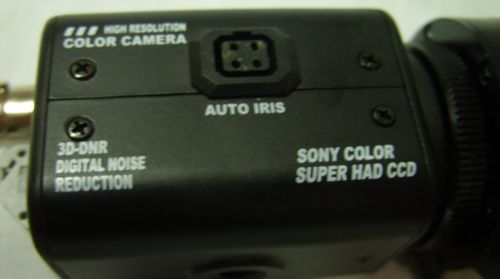 HIGH RESOLUTION
COLOR CAMERA
AUTO IRIS
3D-DNR
DIGITAL NOISE
REDUCTION
SONY COLOR
SUPER HAD CCD